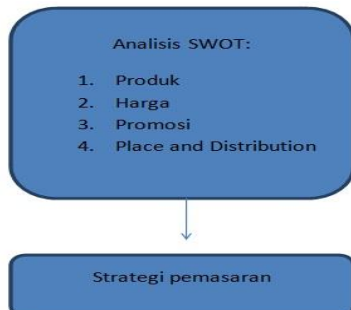 Analisis SWOT:
1. Produk
2. Harga
3. Promosi
4. Place and Distribution
Strategi pemasaran